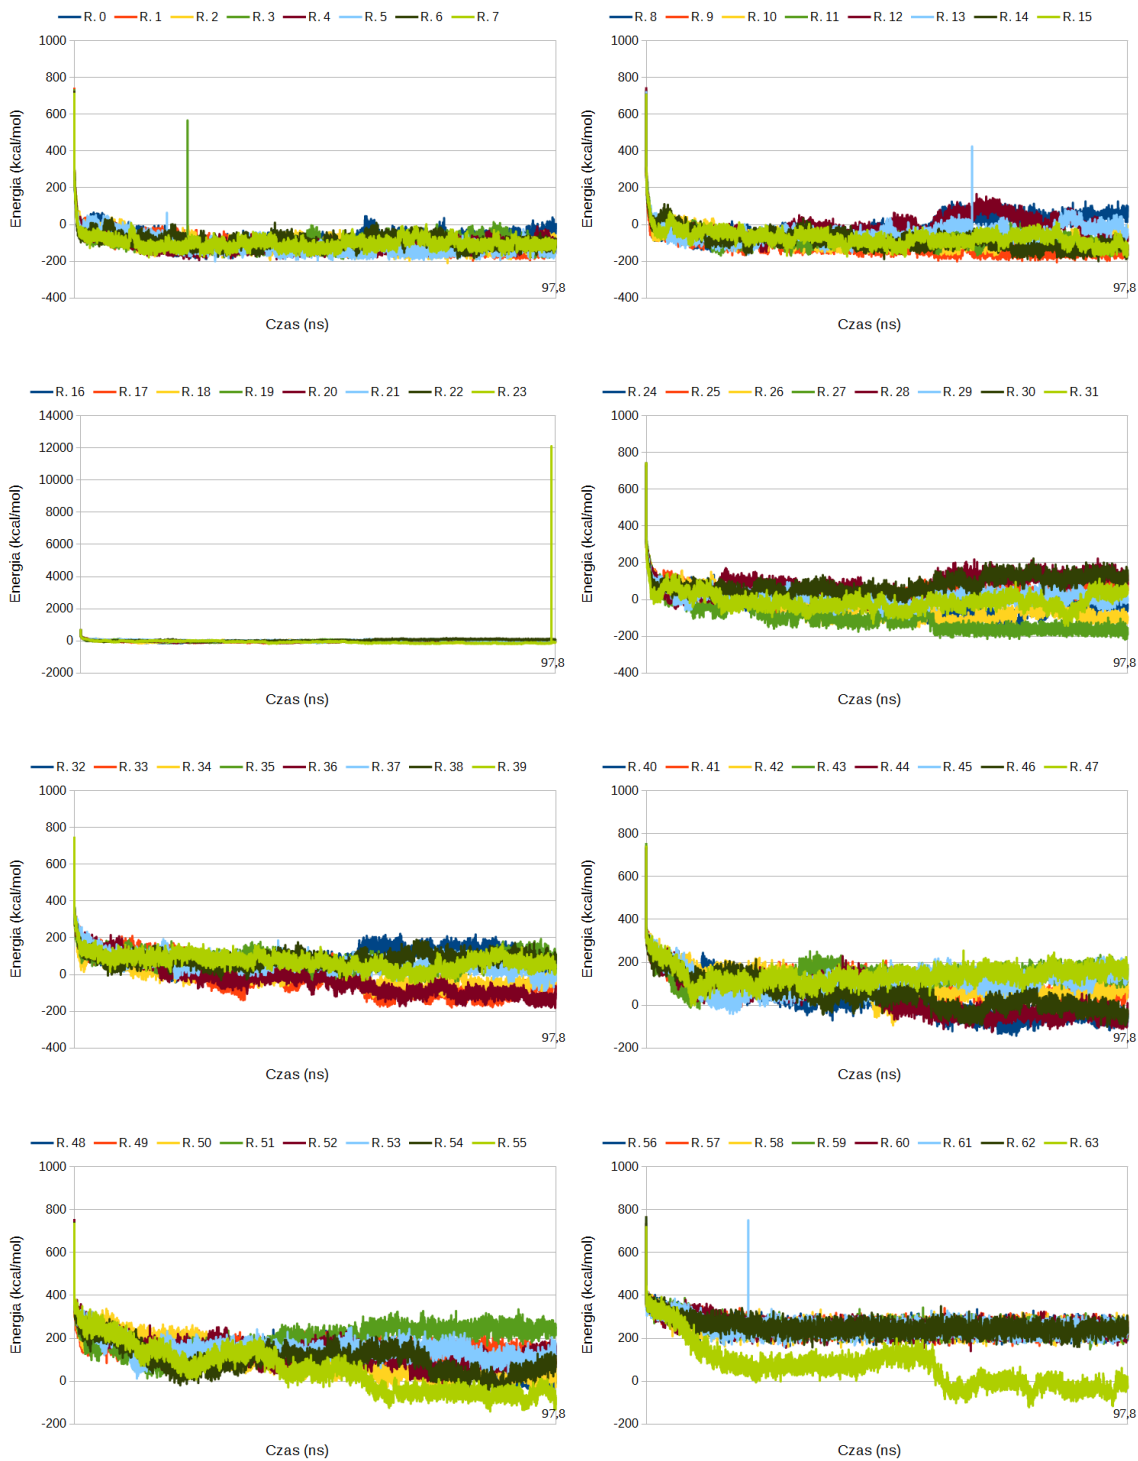 R. 0 R. 1 R. 2 R. 3 R. 4 R. 5 R. 6 R. 7
1000
800
600
400
200
0
-200
-400
Energia (kcal/mol)
97,8
Czas (ns)
R. 8 R. 9 R. 10 R. 11 R. 12 R. 13 R. 14 R. 15
1000
800
600
400
200
0
-200
-400
Energia (kcal/mol)
97,8
Czas (ns)
R. 16 R. 17 R. 18 R. 19 R. 20 R. 21 R. 22 R. 23
14000
12000
10000
8000
6000
4000
2000
0
-2000
Energia (kcal/mol)
97,8
Czas (ns)
R. 24 R. 25 R. 26 R. 27 R. 28 R. 29 R. 30 R. 31
1000
800
600
400
200
0
-200
-400
Energia (kcal/mol)
97,8
Czas (ns)
R. 32 R. 33 R. 34 R. 35 R. 36 R. 37 R. 38 R. 39
1000
800
600
400
200
0
-200
-400
Energia (kcal/mol)
97,8
Czas (ns)
R. 40 R. 41 R. 42 R. 43 R. 44 R. 45 R. 46 R. 47
1000
800
600
400
200
0
-200
Energia (kcal/mol)
97,8
Czas (ns)
R. 48 R. 49 R. 50 R. 51 R. 52 R. 53 R. 54 R. 55
1000
800
600
400
200
0
-200
Energia (kcal/mol)
97,8
Czas (ns)
R. 56 R. 57 R. 58 R. 59 R. 60 R. 61 R. 62 R. 63
1000
800
600
400
200
0
-200
Energia (kcal/mol)
97,8
Czas (ns)